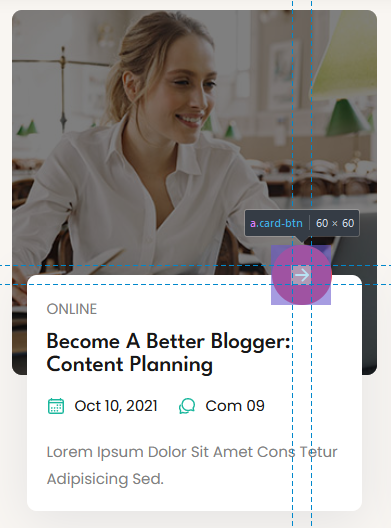 a.card-btn 60 × 60
ONLINE
Become A Better Blogger:
Content Planning
Oct 10, 2021 Com 09
Lorem Ipsum Dolor Sit Amet Cons Tetur
Adipisicing Sed.